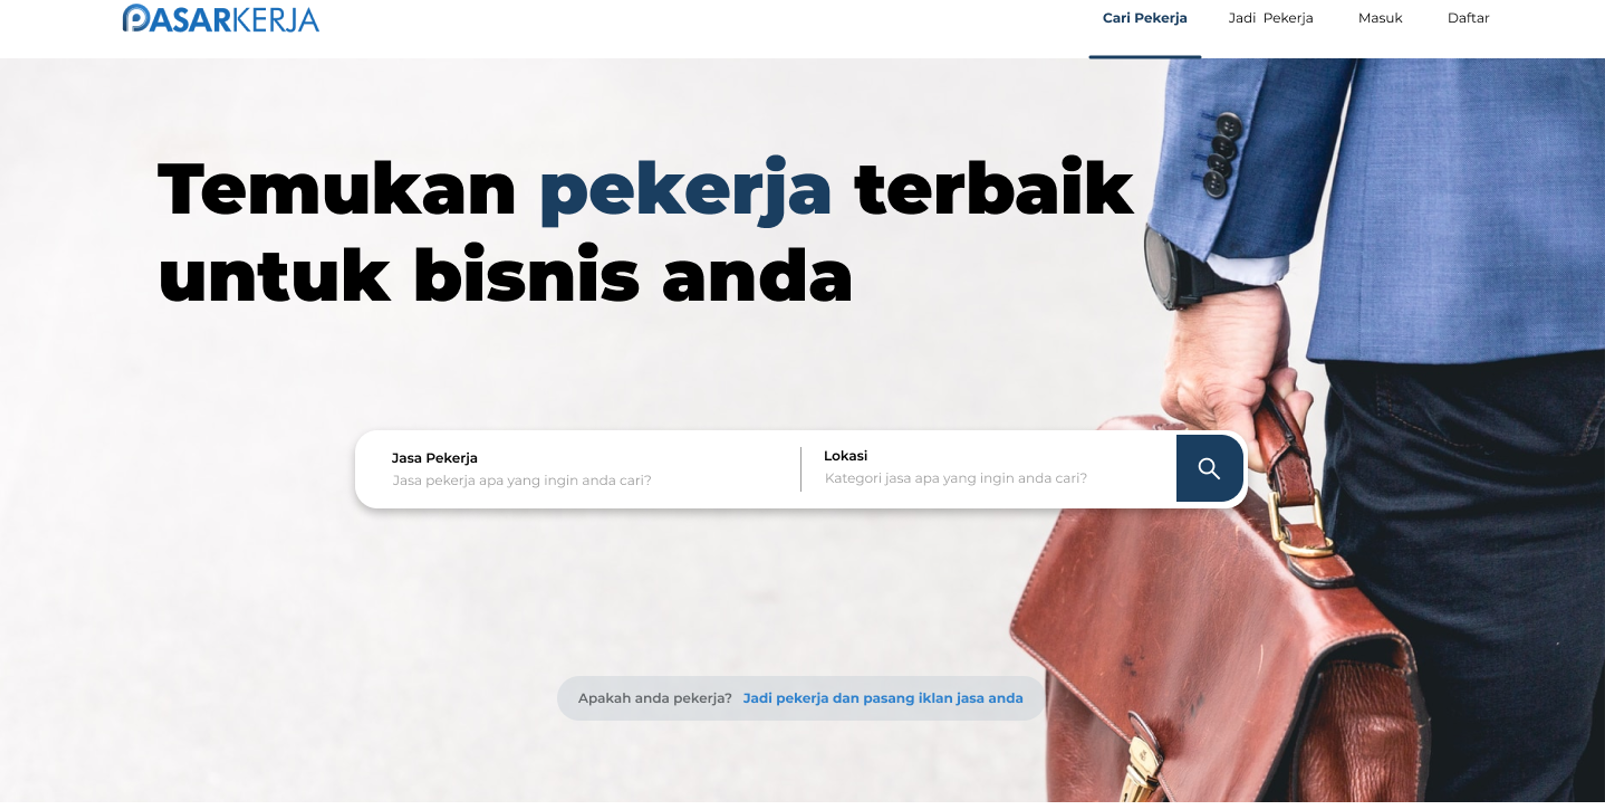 PASARKERJA
Cari Pekerja
Jadi Pekerja
Masuk
Daftar
Temukan pekerja terbaik
untuk bisnis anda
Jasa Pekerja
Jasa pekerja apa yang ingin anda cari?
Lokasi
Kategori jasa apa yang ingin anda cari?
Apakah anda pekerja? Jadi pekerja dan pasang iklan jasa anda